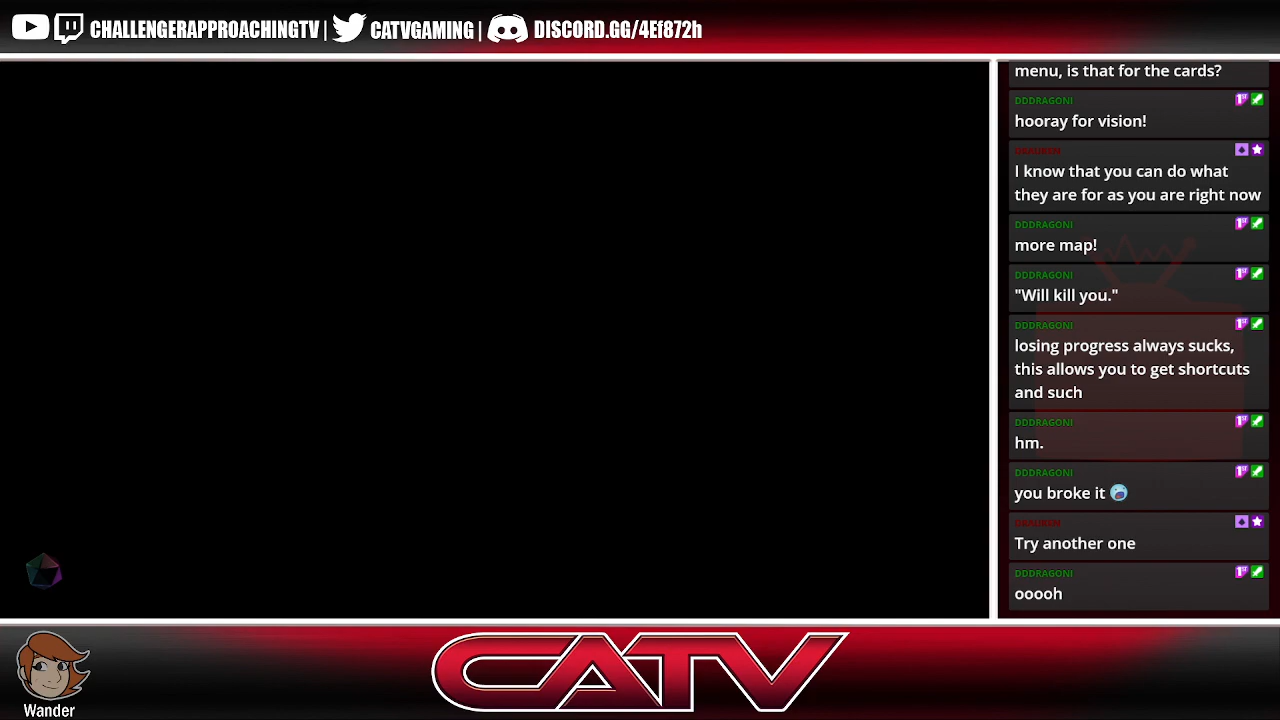 CHALLENGERAPPROACHINGTV | CATVGAMING | DISCORD.GG/4Ef872h
menu, is that for the cards?
DDDRAGONI
hooray for vision!
I know that you can do what
they are for as you are right now
DDDRAGONI
more map!
DDDRAGONI
"Will kill you."
DDDRAGONI
losing progress always sucks,
this allows you to get shortcuts
and such
DDDRAGONI
hm.
DDDRAGONI
you broke it
Try another one
DDDRAGONI
ooooh
CATV
Wander